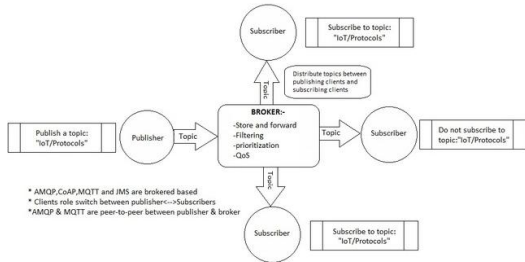 Subscriber
Subscribe to topic:
"IoT/Protocols"
Distribute topics between
publishing clients and
subscribing clients
Topic
BROKER:-
-Store and forward
-Filtering
-prioritization
-QoS
Publish a topic:
"IoT/Protocols"
Publisher
Topic
Topic
Subscriber
Do not subscribe to
topic:"IoT/Protocols"
Topic
* AMQP,CoAP,MQTT and JMS are brokered based
* Clients role switch between publisher<-->Subscribers
*AMQP & MQTT are peer-to-peer between publisher & broker
Subscriber
Subscribe to topic:
"IoT/Protocols"